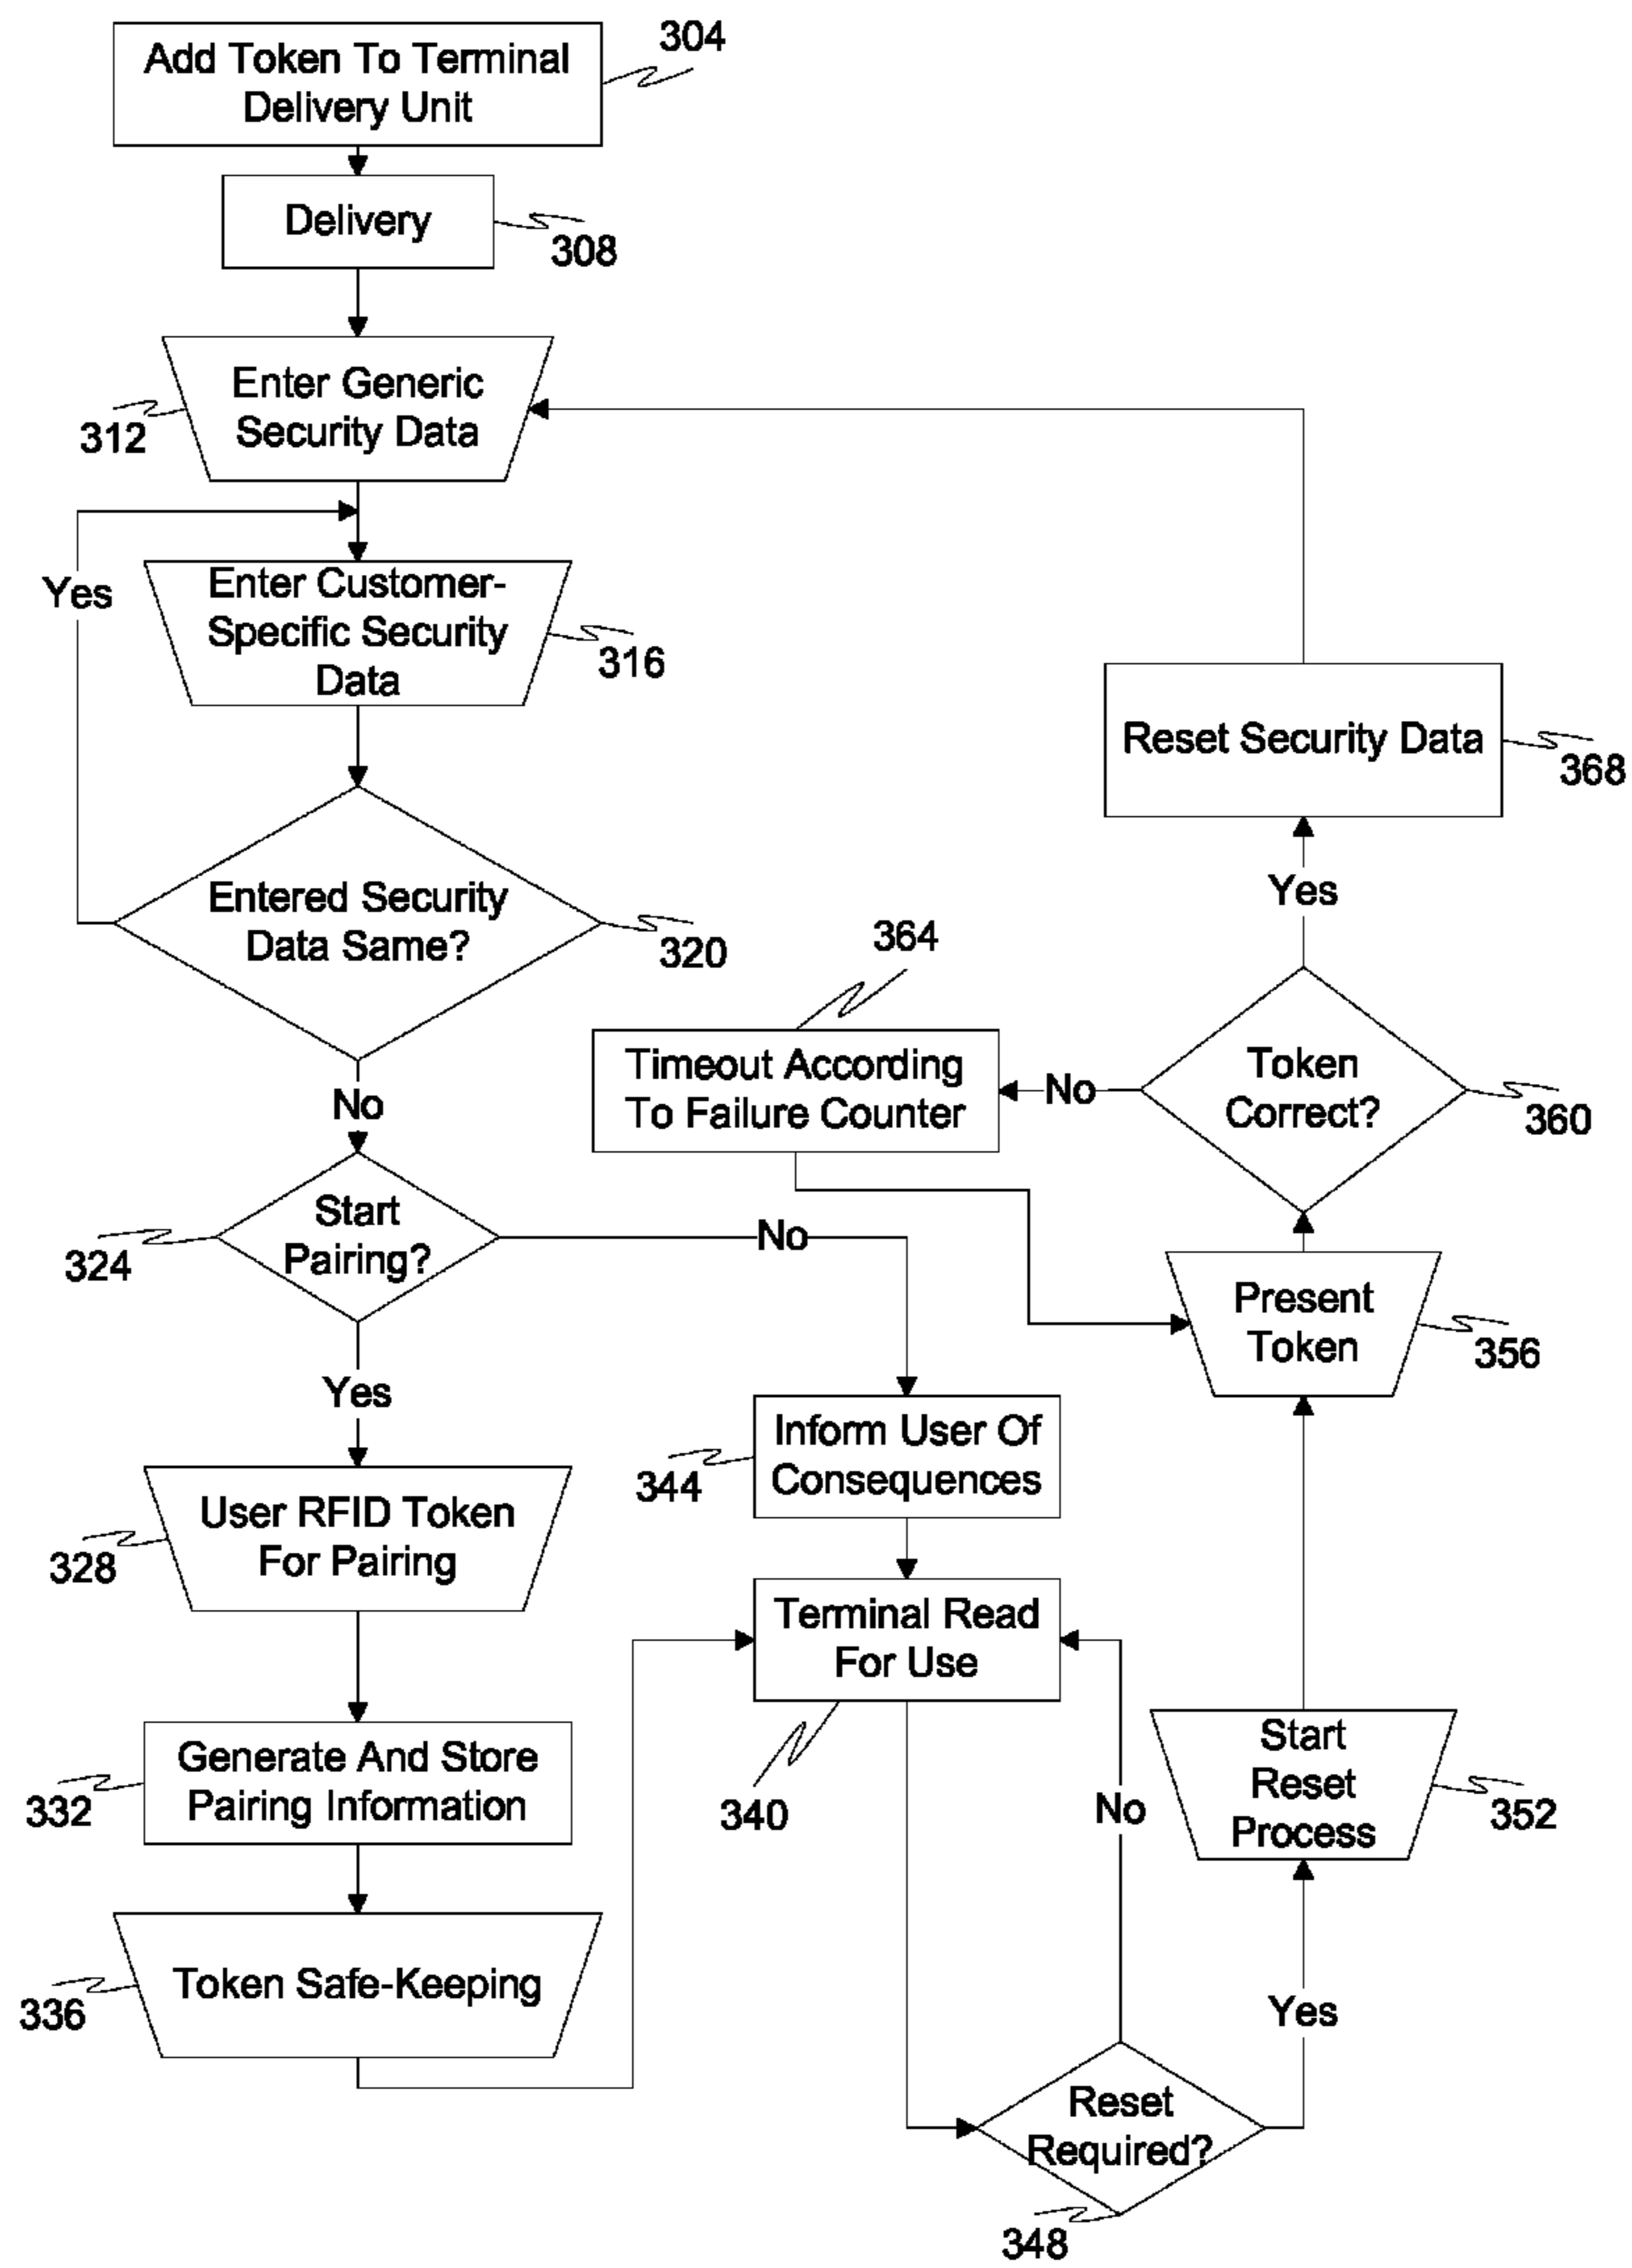 Add Token To Terminal
Delivery Unit
304
Delivery
308
Enter Generic
Security Data
312
Yes
Enter Customer-
Specific Security
Data
316
Entered Security
Data Same?
320
No
Start
Pairing?
324
No
Yes
User RFID Token
For Pairing
328
Generate And Store
Pairing Information
332
Token Safe-Keeping
336
Inform User Of
Consequences
344
Terminal Read
For Use
340
No
Reset
Required?
348
Yes
Start
Reset
Process
352
Present
Token
356
Token
Correct?
360
No
Timeout According
To Failure Counter
364
Yes
Reset Security Data
368